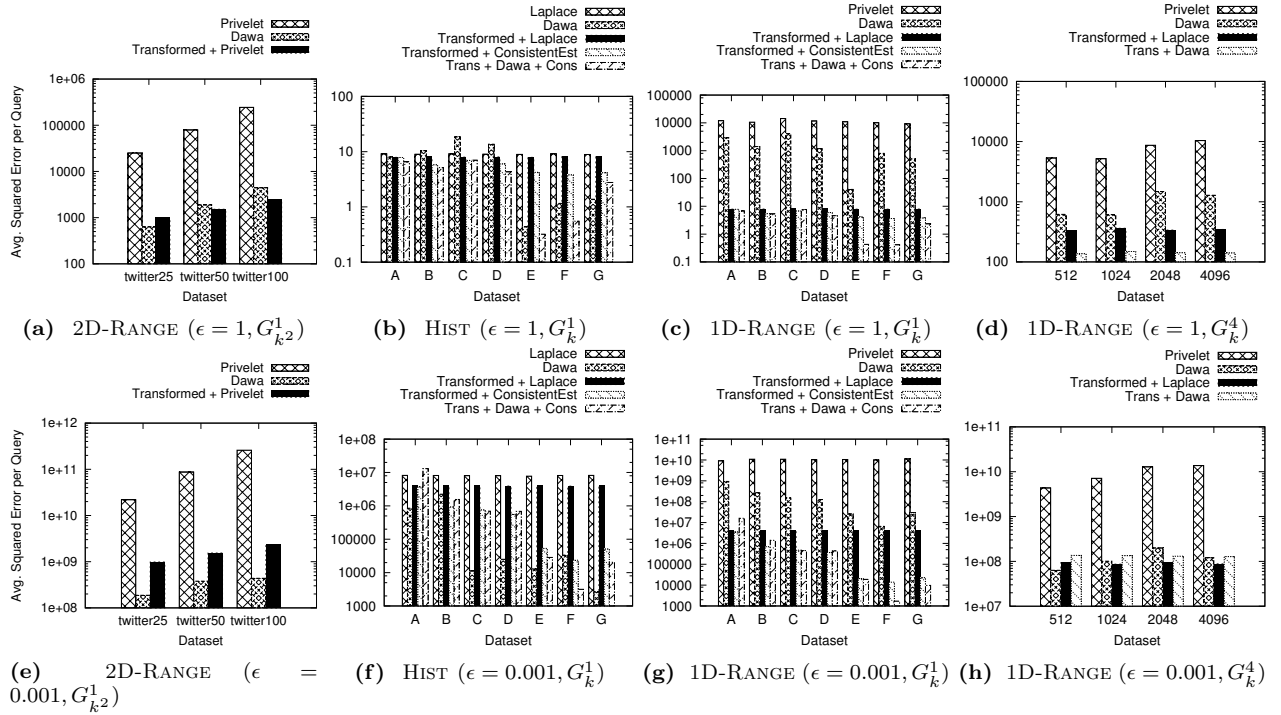 Privelet
Dawa
Transformed + Privelet
Avg. Squared Error per Query
1e+06
100000
10000
1000
100
twitter25 twitter50 twitter100
Dataset
(a) 2D-Range (ϵ = 1, G^1_{k^2})
Laplace
Dawa
Transformed + Laplace
Transformed + ConsistentEst
Trans + Dawa + Cons
100
10
1
0.1
A B C D E F G
Dataset
(b) Hist (ϵ = 1, G^1_k)
Privelet
Dawa
Transformed + Laplace
Transformed + ConsistentEst
Trans + Dawa + Cons
100000
10000
1000
100
10
1
0.1
A B C D E F G
Dataset
(c) 1D-Range (ϵ = 1, G^1_k)
Privelet
Dawa
Transformed + Laplace
Trans + Dawa
100000
10000
1000
100
512 1024 2048 4096
Dataset
(d) 1D-Range (ϵ = 1, G^4_k)
Privelet
Dawa
Transformed + Privelet
Avg. Squared Error per Query
1e+12
1e+11
1e+10
1e+09
1e+08
twitter25 twitter50 twitter100
Dataset
(e) 2D-Range (ϵ =
0.001, G^1_{k^2})
Laplace
Dawa
Transformed + Laplace
Transformed + ConsistentEst
Trans + Dawa + Cons
1e+08
1e+07
1e+06
100000
10000
1000
A B C D E F G
Dataset
(f) Hist (ϵ = 0.001, G^1_k)
Privelet
Dawa
Transformed + Laplace
Transformed + ConsistentEst
Trans + Dawa + Cons
1e+11
1e+10
1e+09
1e+08
1e+07
1e+06
100000
10000
1000
A B C D E F G
Dataset
(g) 1D-Range (ϵ = 0.001, G^1_k)
Privelet
Dawa
Transformed + Laplace
Trans + Dawa
1e+11
1e+10
1e+09
1e+08
1e+07
512 1024 2048 4096
Dataset
(h) 1D-Range (ϵ = 0.001, G^4_k)